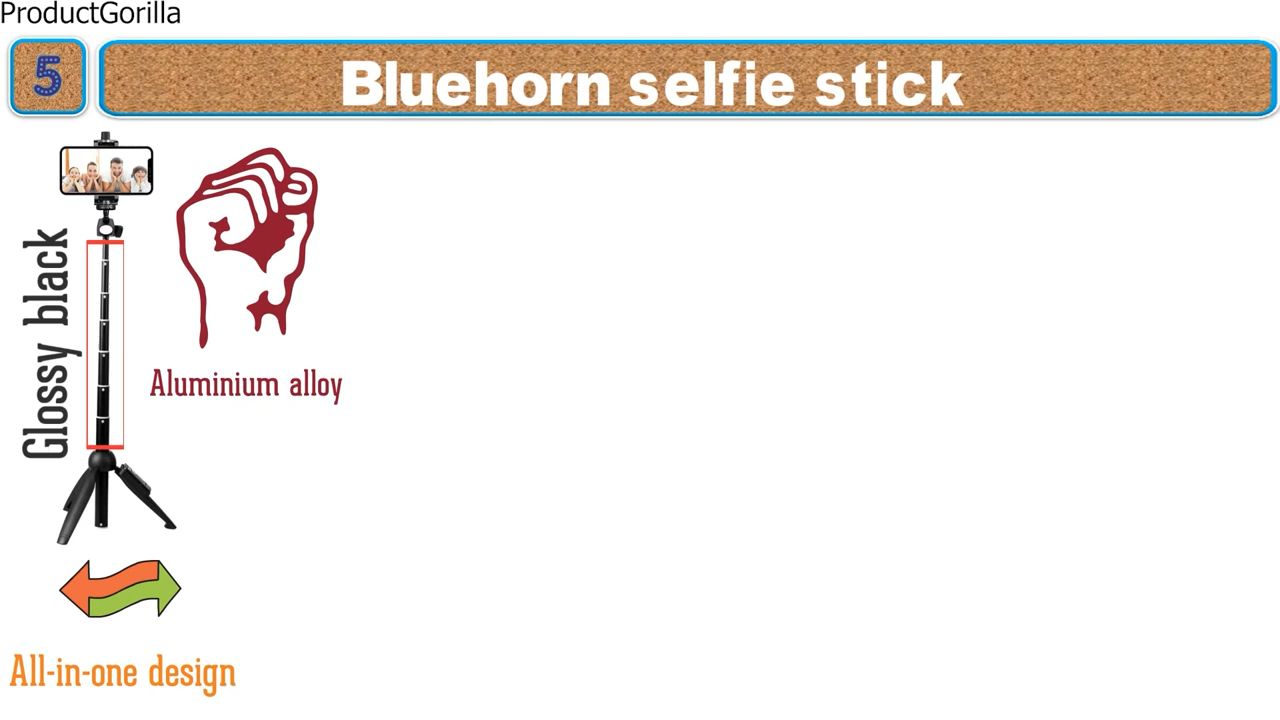 ProductGorilla
5
Bluehorn selfie stick
Glossy black
Aluminium alloy
All-in-one design